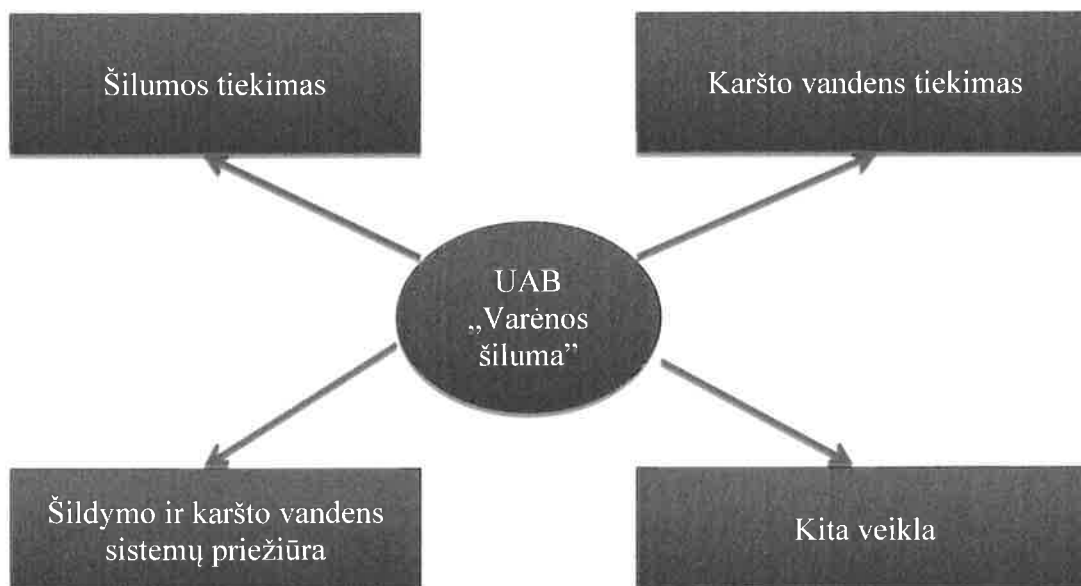 Šilumos tiekimas
Karšto vandens tiekimas
UAB
„Varėnos
šiluma”
Šildymo ir karšto vandens
sistemų priežiūra
Kita veikla